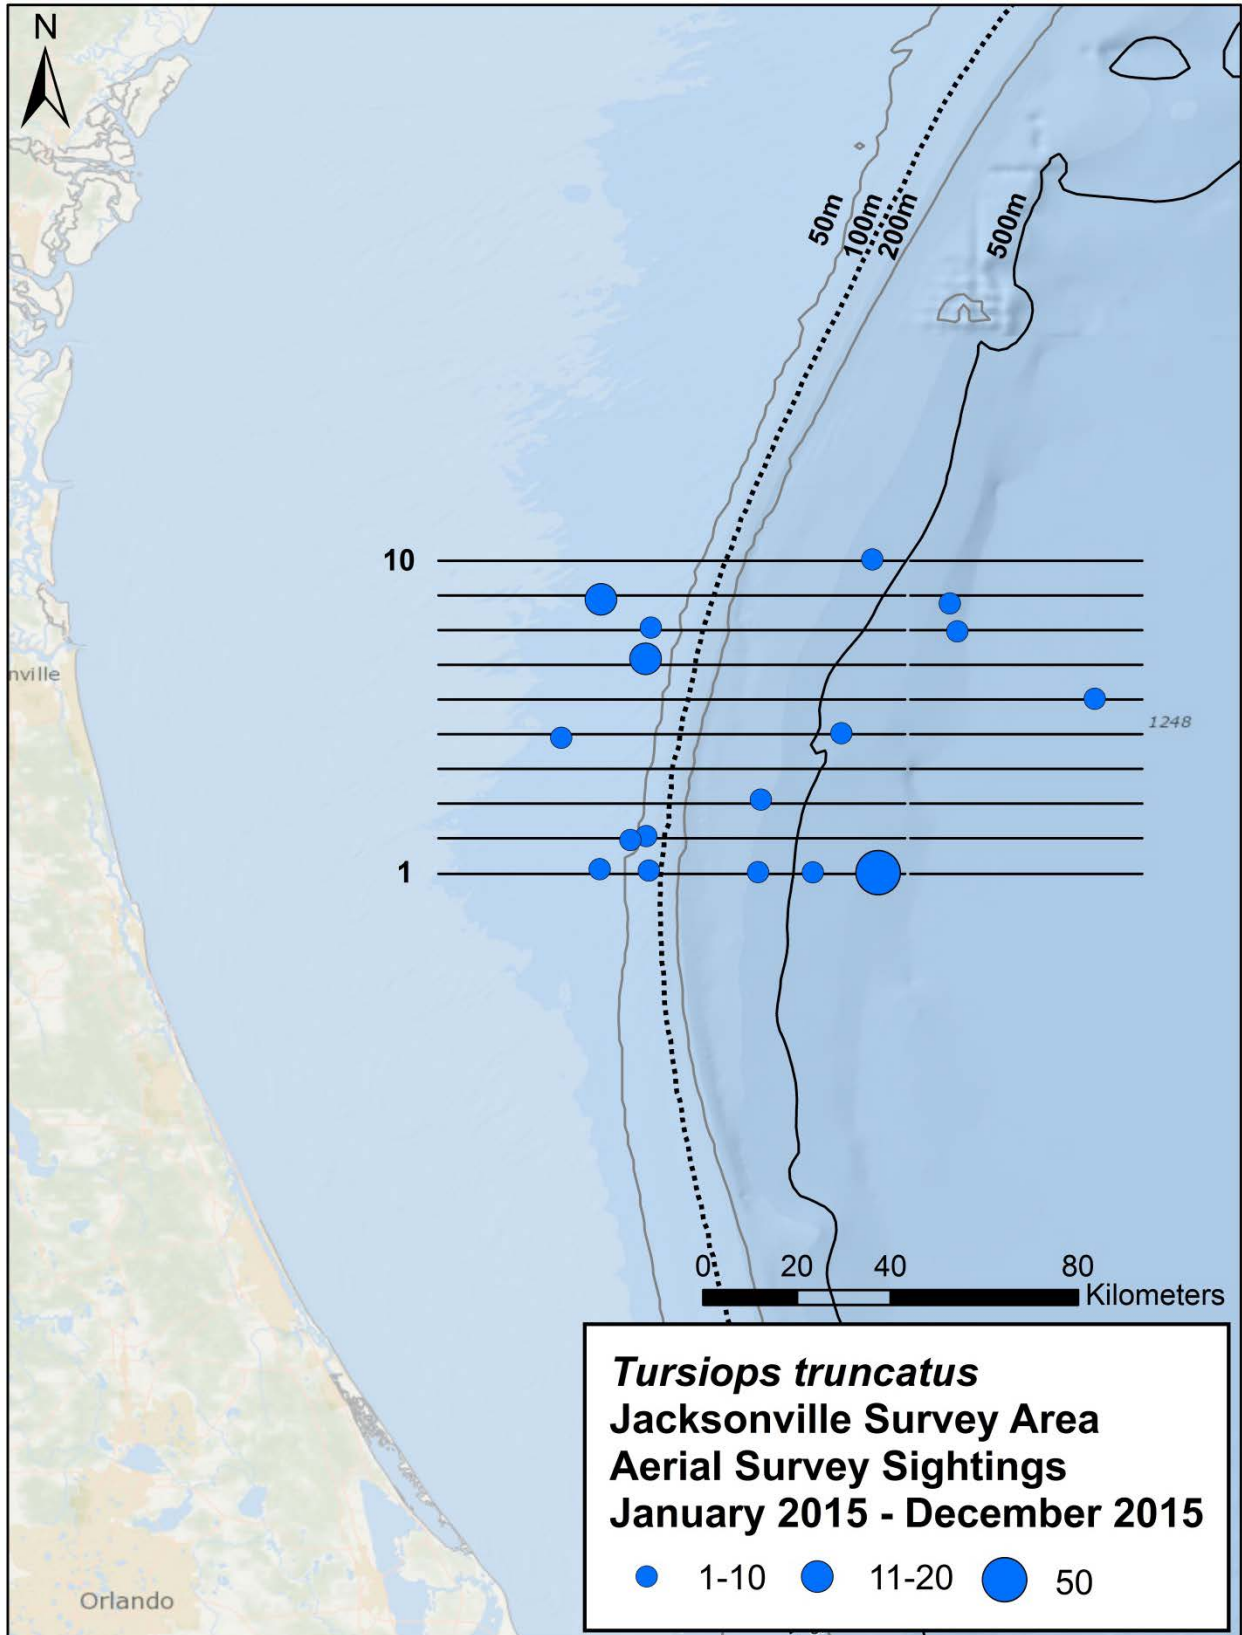 N
50m
100m
200m
500m
10
nville
1248
1
0 20 40 80
Kilometers
Tursiops truncatus
Jacksonville Survey Area
Aerial Survey Sightings
January 2015 - December 2015
1-10 11-20 50
Orlando